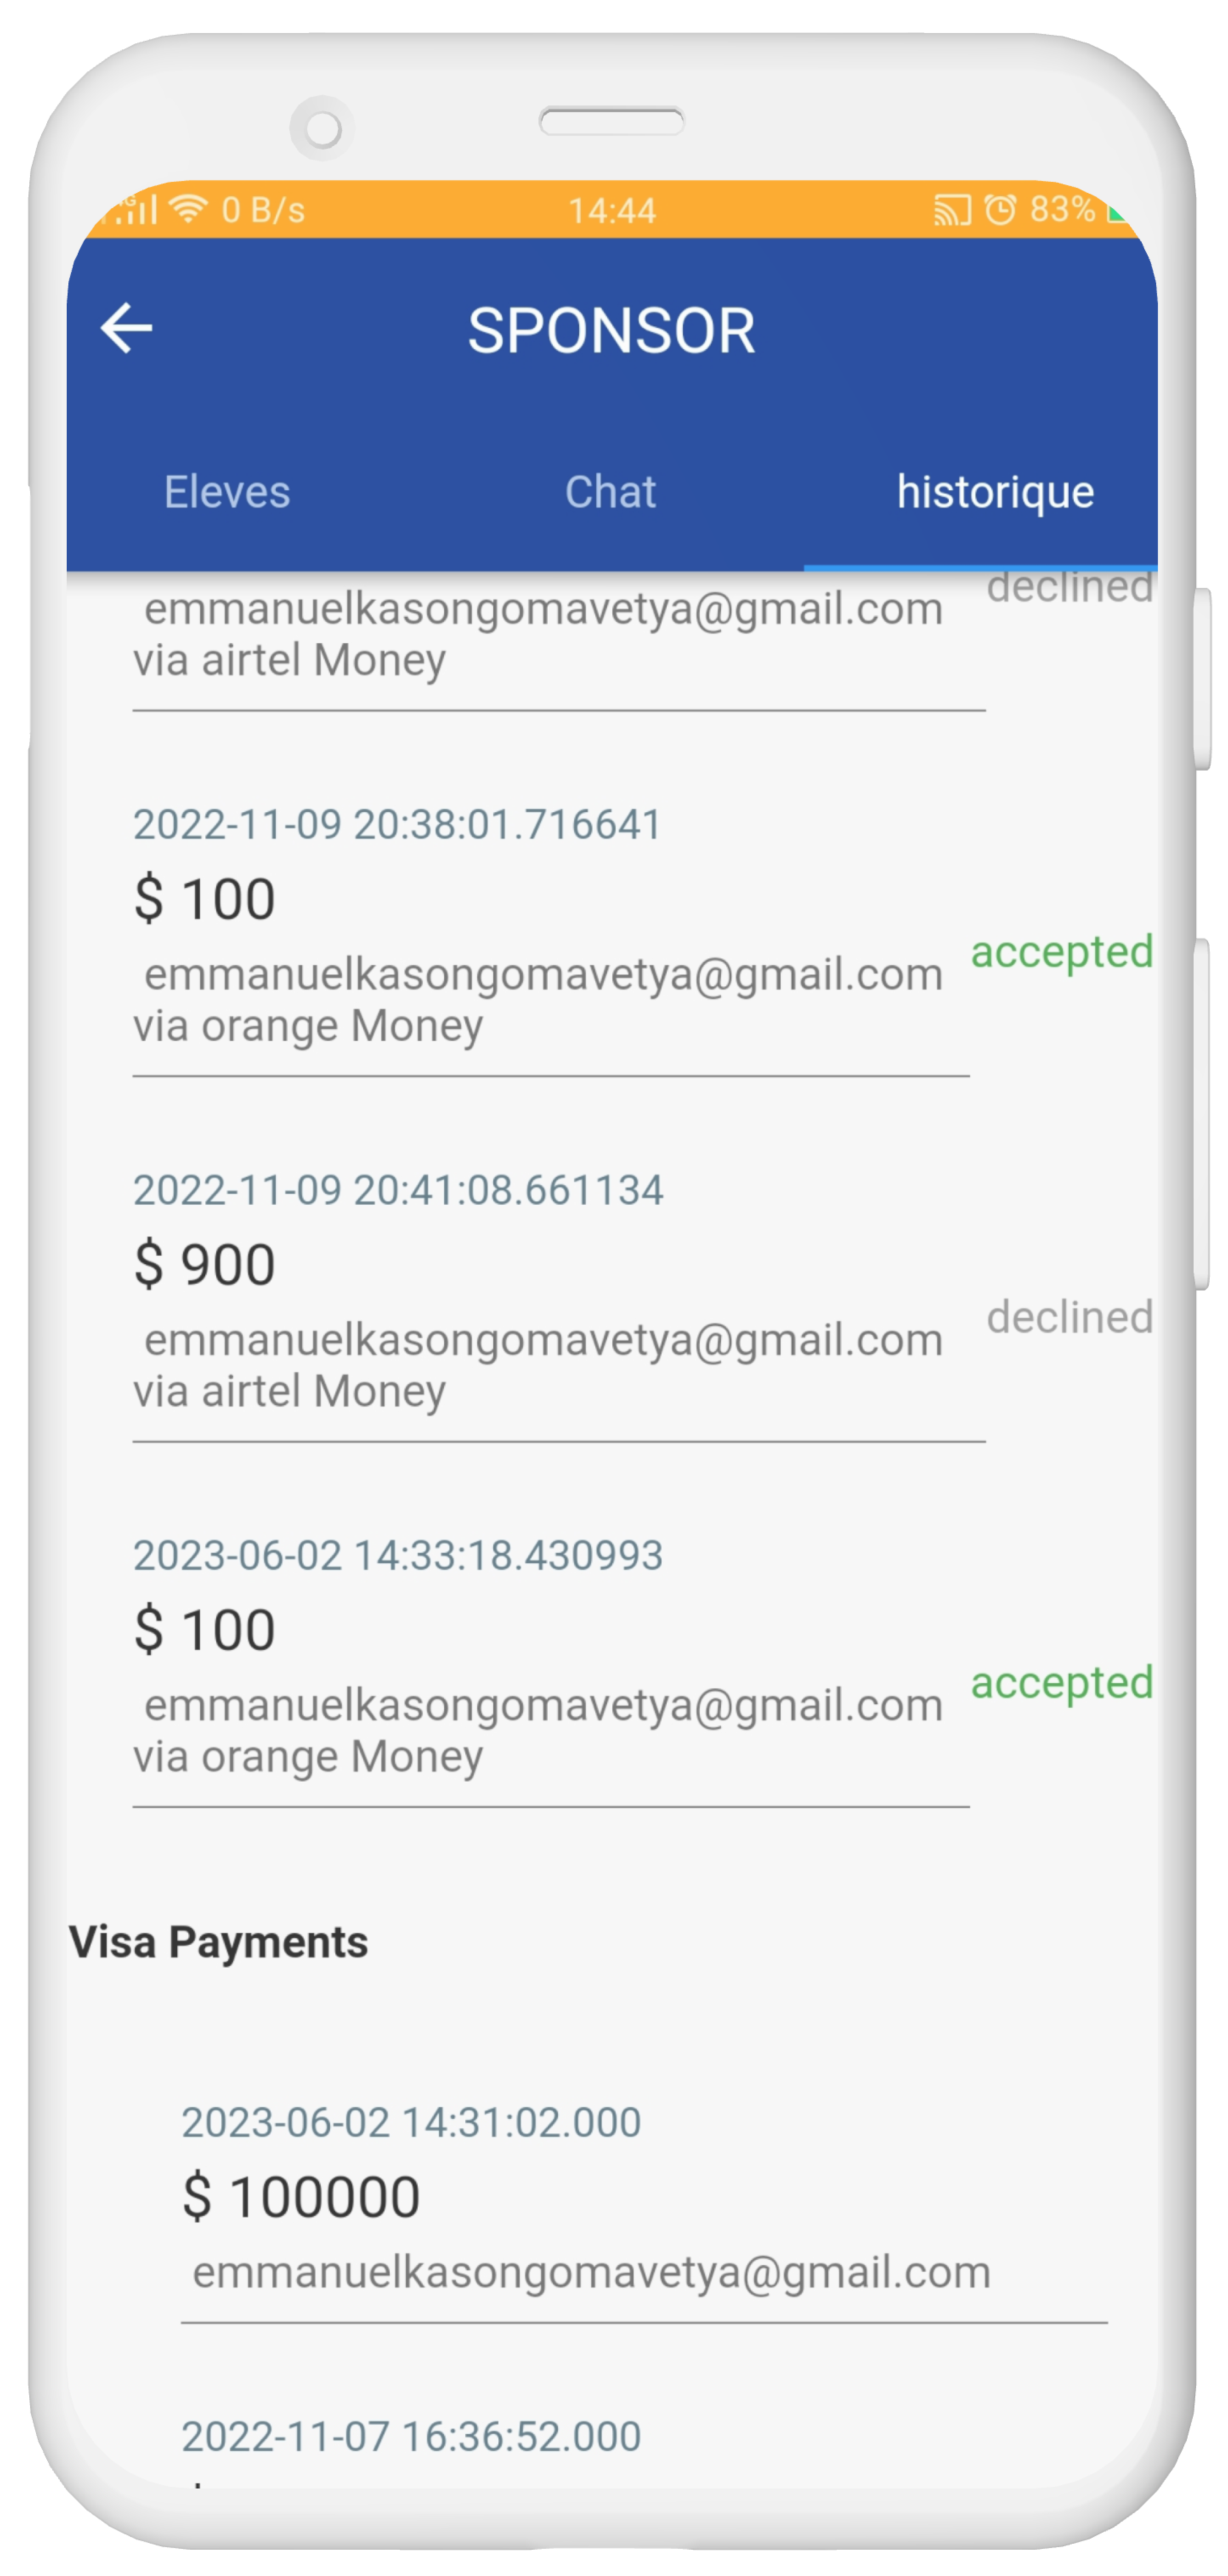 4G 0 B/s 14:44 83%
SPONSOR
Eleves Chat historique
declined
emmanuelkasongomavetya@gmail.com
via airtel Money
2022-11-09 20:38:01.716641
$ 100
accepted
emmanuelkasongomavetya@gmail.com
via orange Money
2022-11-09 20:41:08.661134
$ 900
declined
emmanuelkasongomavetya@gmail.com
via airtel Money
2023-06-02 14:33:18.430993
$ 100
accepted
emmanuelkasongomavetya@gmail.com
via orange Money
Visa Payments
2023-06-02 14:31:02.000
$ 100000
emmanuelkasongomavetya@gmail.com
2022-11-07 16:36:52.000